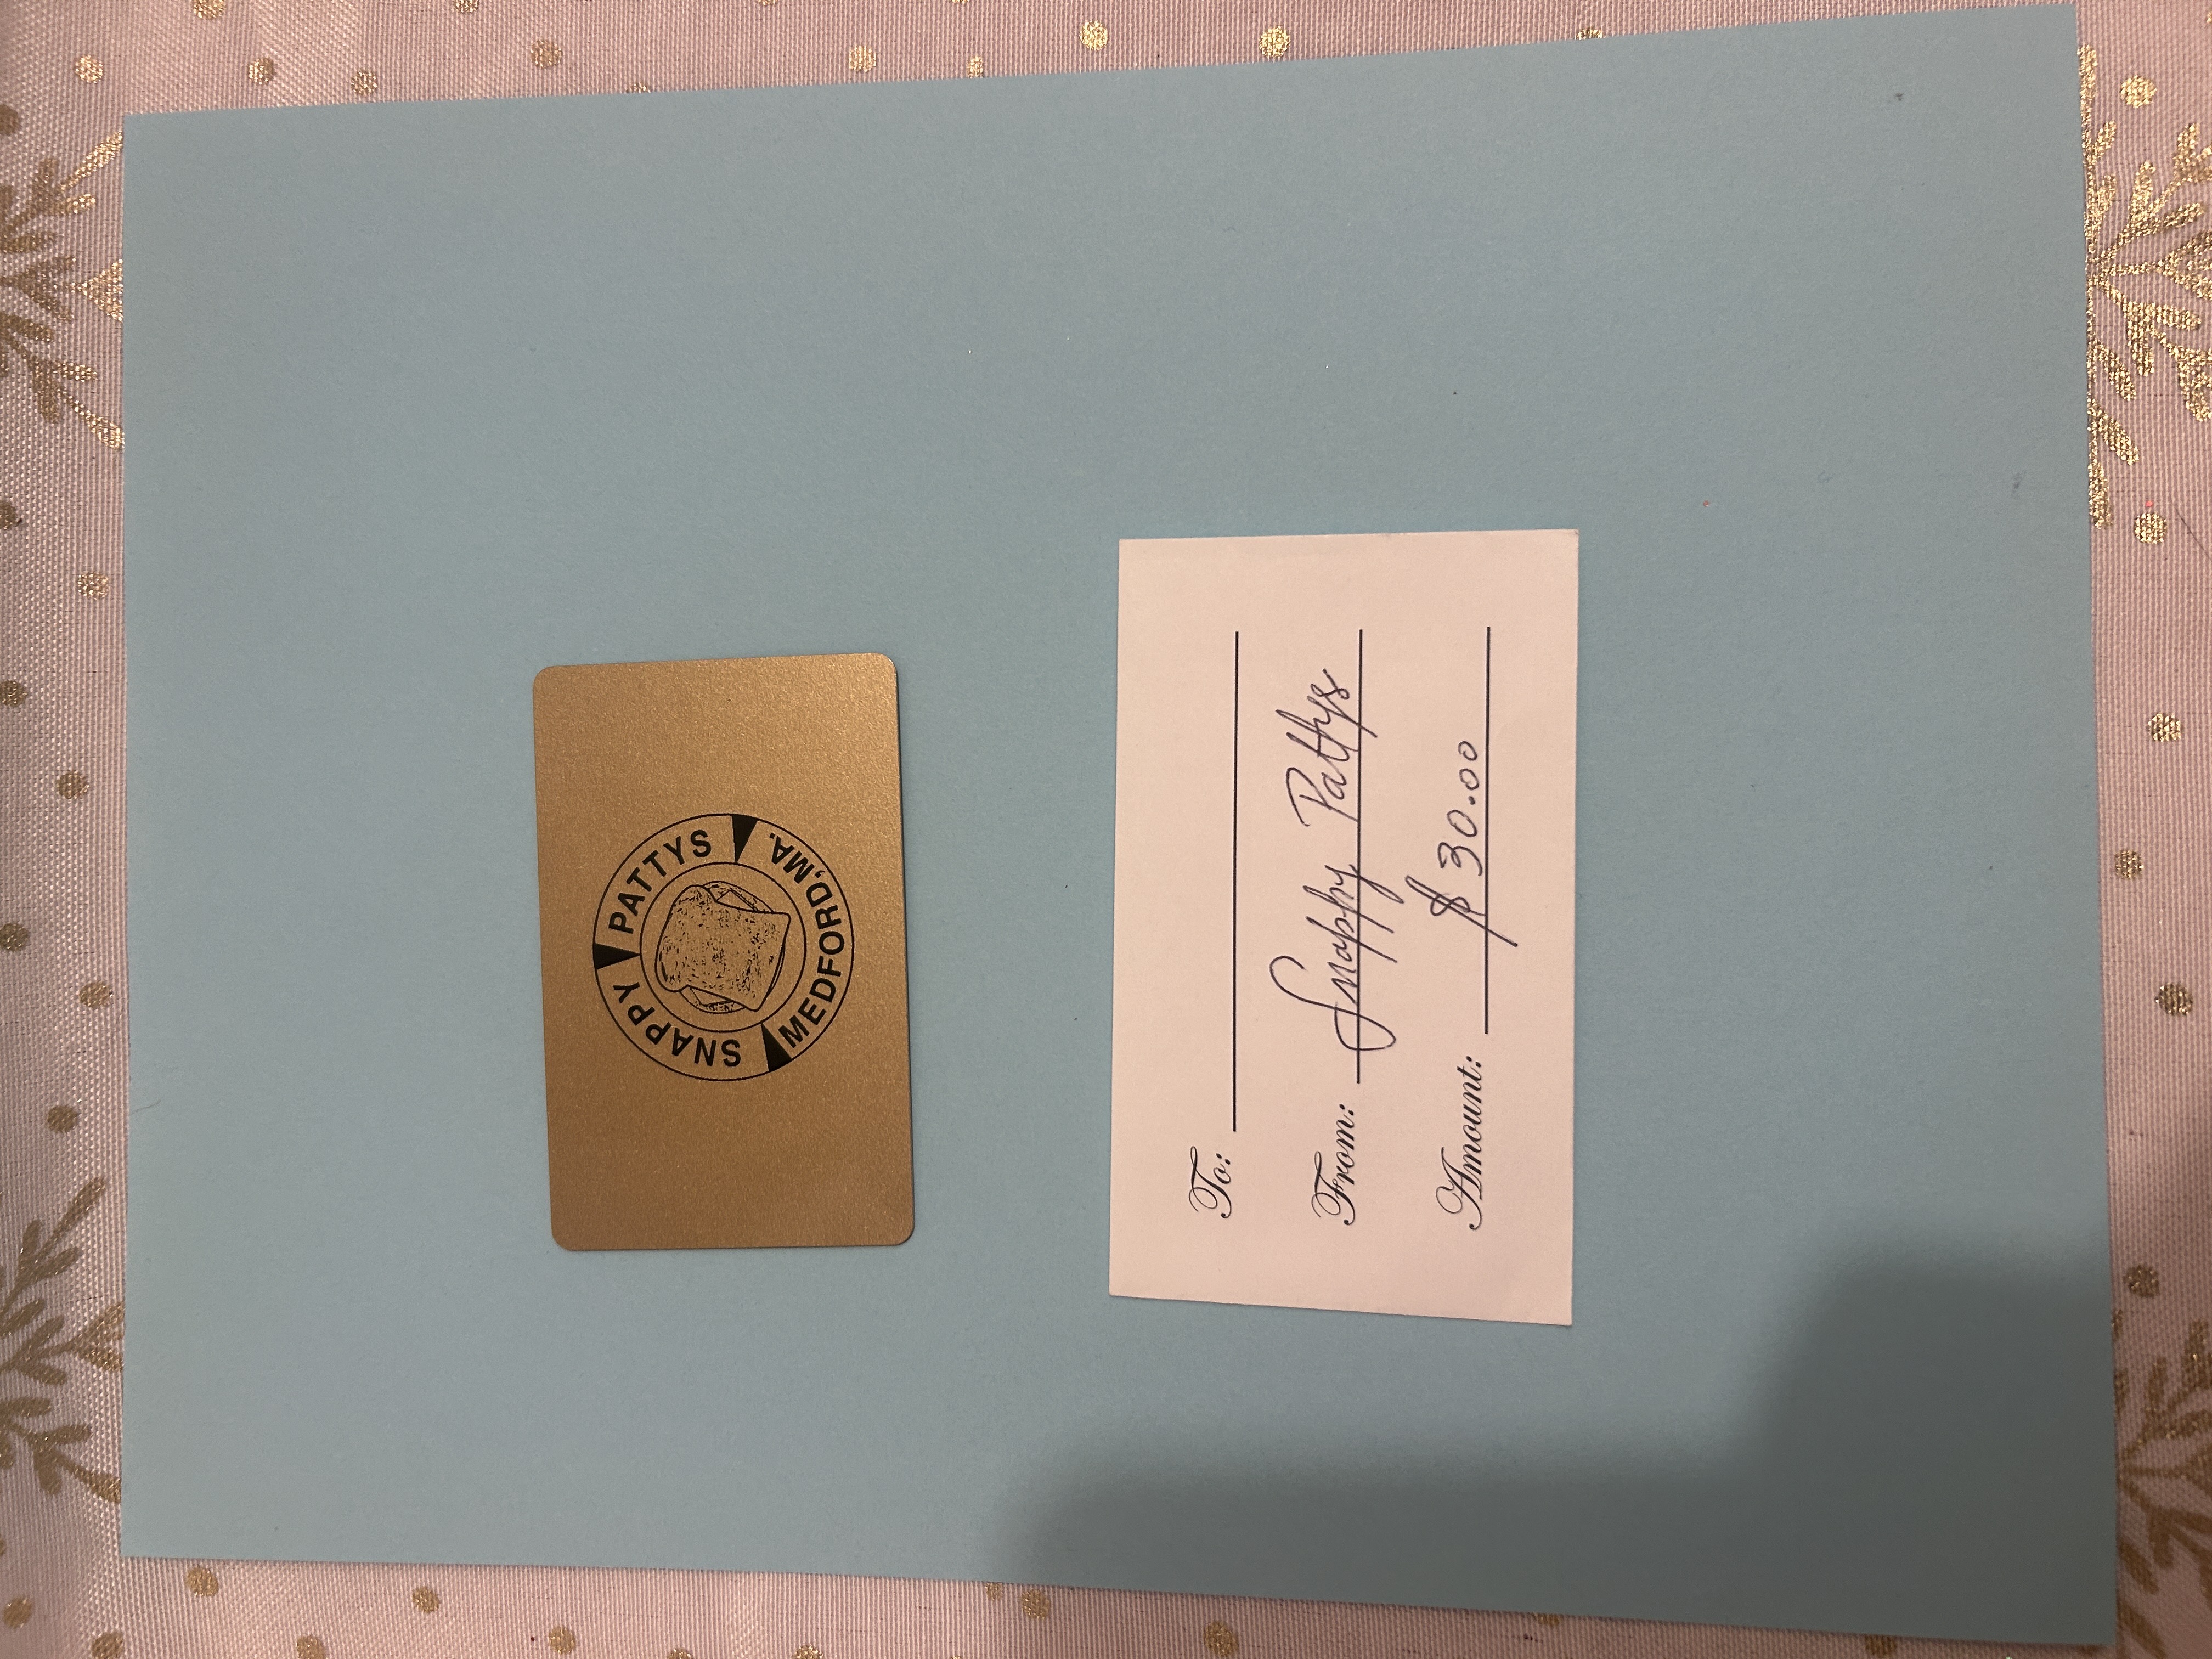 SNAPPY PATTYS
MEDFORD, MA.
To:
From: Snappy Pattys
Amount: $30.00